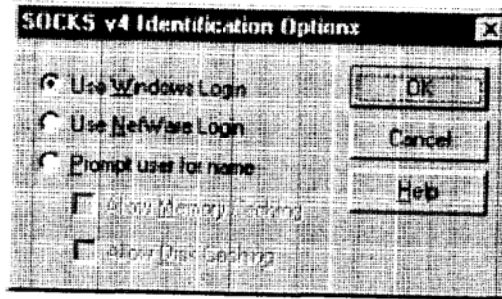 SOCKS v4 Identification Options
Use Windows Login
OK
Use NetWare Login
Cancel
Prompt user for name
Help
Allow Memory Caching
Allow Disk Caching